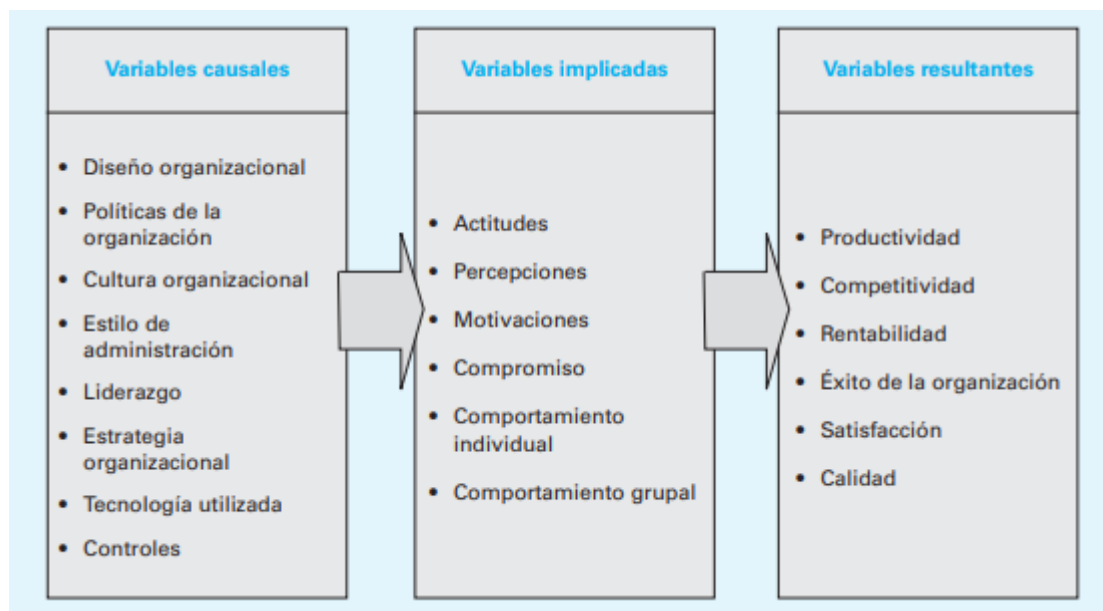 Variables causales
• Diseño organizacional
• Políticas de la
organización
• Cultura organizacional
• Estilo de
administración
• Liderazgo
• Estrategia
organizacional
• Tecnología utilizada
• Controles
Variables implicadas
• Actitudes
• Percepciones
• Motivaciones
• Compromiso
• Comportamiento
individual
• Comportamiento grupal
Variables resultantes
• Productividad
• Competitividad
• Rentabilidad
• Éxito de la organización
• Satisfacción
• Calidad